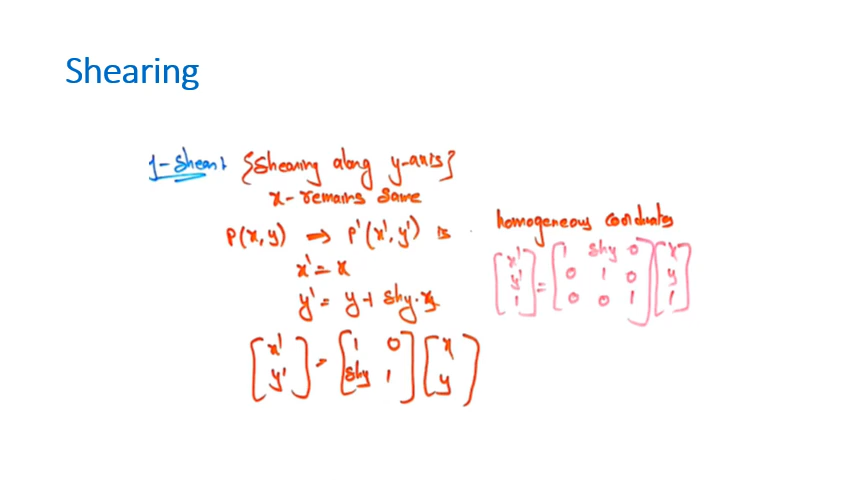 Shearing
y-shear: {shearing along y-axis}
x-remains same
P(x, y) ⇒ P'(x', y') is
x' = x
y' = y + shy · x
[x' y'] = [1 0; shy 1] [x y]
homogeneous coordinates
[x' y' 1] = [1 shy 0; 0 1 0; 0 0 1] [x y 1]